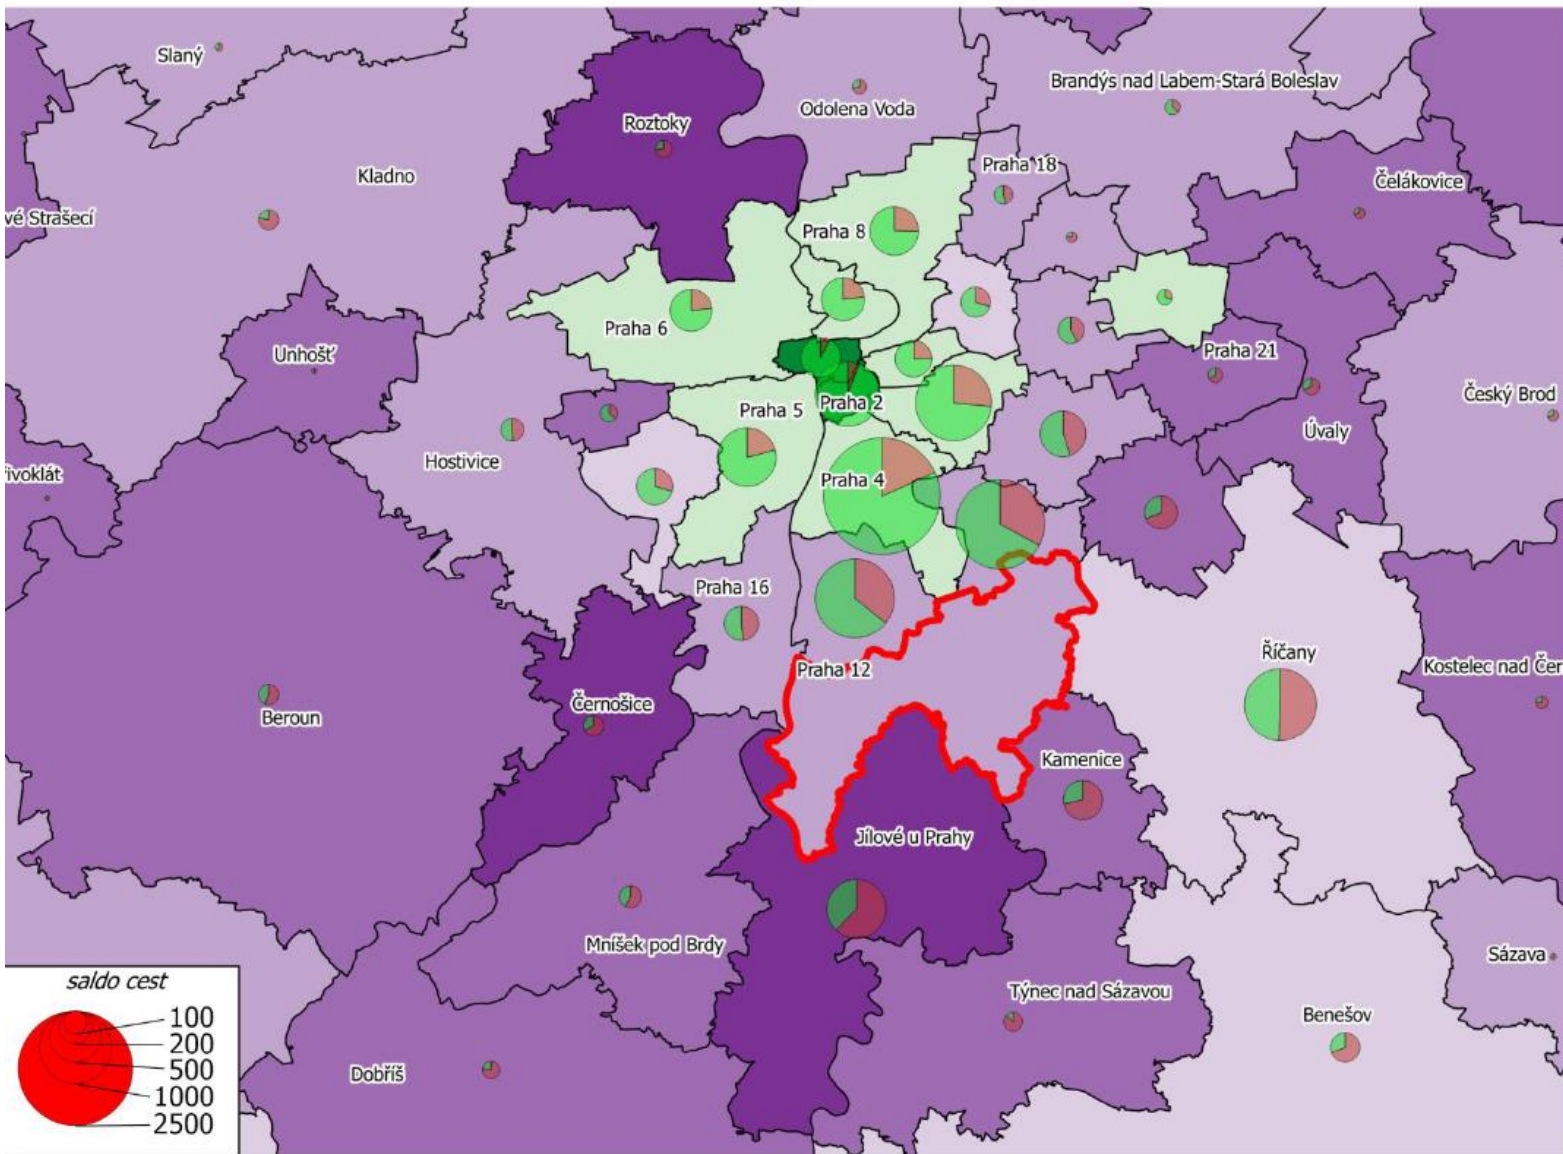 Slaný
Brandýs nad Labem-Stará Boleslav
Odolena Voda
Roztoky
Praha 18
Kladno
Čelákovice
vé Strašecí
Praha 8
Praha 6
Unhošť
Praha 21
Praha 5
Praha 2
Český Brod
Úvaly
Hostivice
Praha 4
řivoklát
Praha 16
Říčany
Praha 12
Kostelec nad Čer
Černošice
Beroun
Kamenice
Jílové u Prahy
Mníšek pod Brdy
Sázava
saldo cest
Týnec nad Sázavou
Benešov
100
200
500
1000
2500
Dobříš